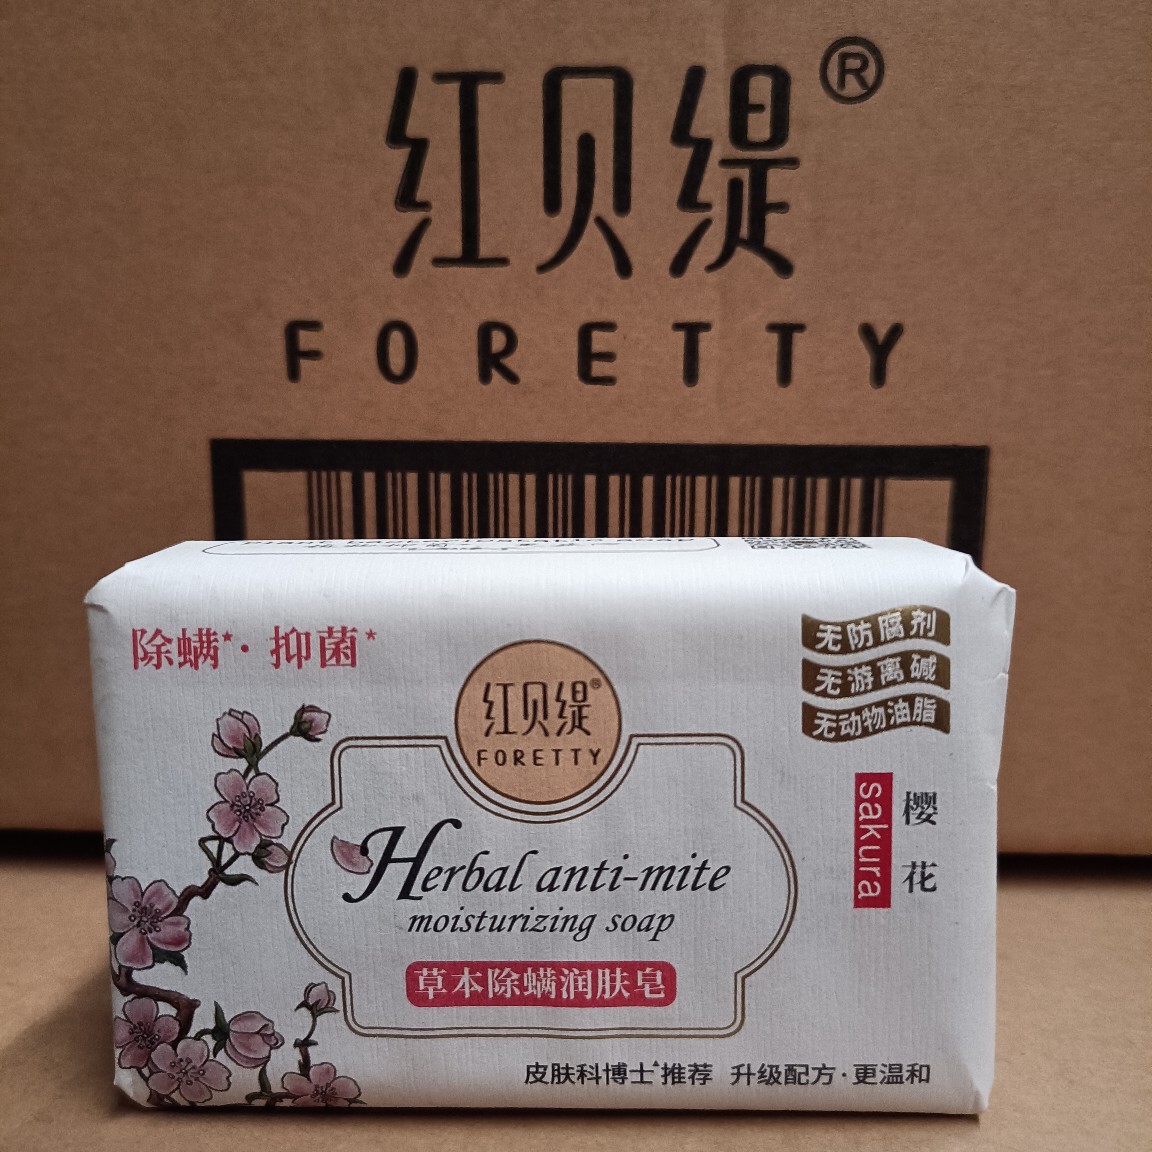 红贝缇®
FORETTY
除螨*·抑菌*
红贝缇®
FORETTY
无防腐剂
无游离碱
无动物油脂
樱花
sakura
Herbal anti-mite
moisturizing soap
草本除螨润肤皂
皮肤科博士▲推荐 升级配方·更温和